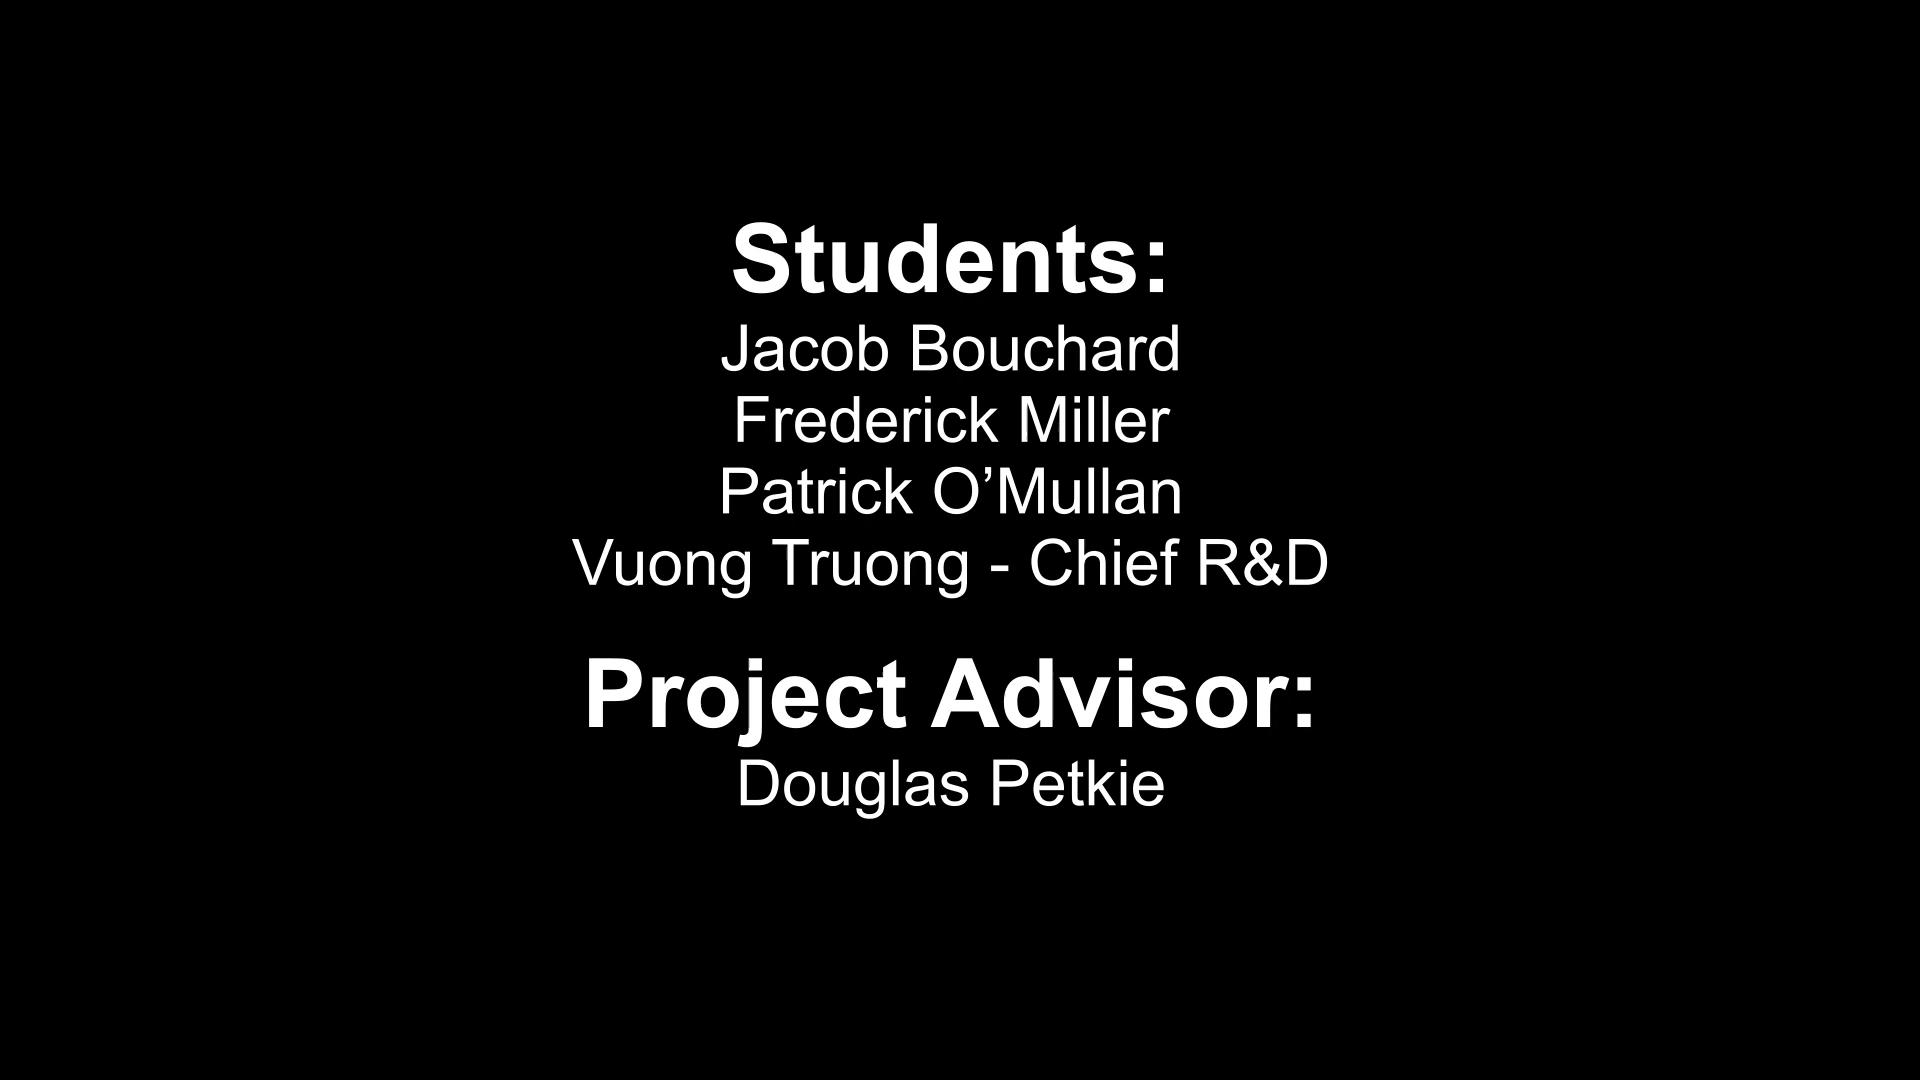 Students:
Jacob Bouchard
Frederick Miller
Patrick O’Mullan
Vuong Truong - Chief R&D
Project Advisor:
Douglas Petkie